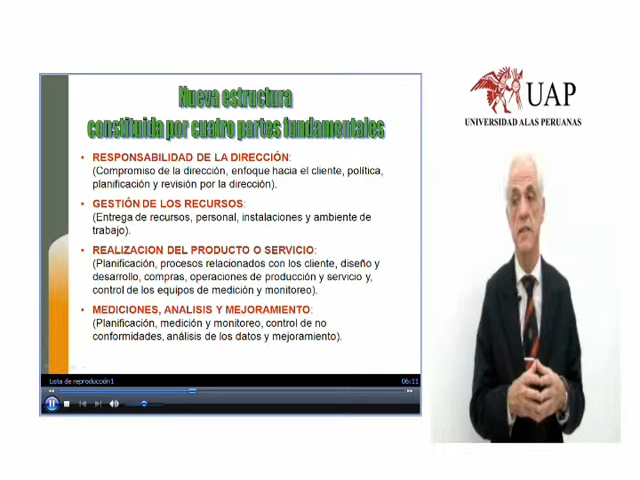 Nueva estructura
constituida por cuatro partes fundamentales
• RESPONSABILIDAD DE LA DIRECCIÓN:
(Compromiso de la dirección, enfoque hacia el cliente, política,
planificación y revisión por la dirección).
• GESTIÓN DE LOS RECURSOS:
(Entrega de recursos, personal, instalaciones y ambiente de
trabajo).
• REALIZACION DEL PRODUCTO O SERVICIO:
(Planificación, procesos relacionados con los cliente, diseño y
desarrollo, compras, operaciones de producción y servicio y,
control de los equipos de medición y monitoreo).
• MEDICIONES, ANALISIS Y MEJORAMIENTO:
(Planificación, medición y monitoreo, control de no
conformidades, análisis de los datos y mejoramiento).
Lista de reproducción1
06:11
UAP
UNIVERSIDAD ALAS PERUANAS